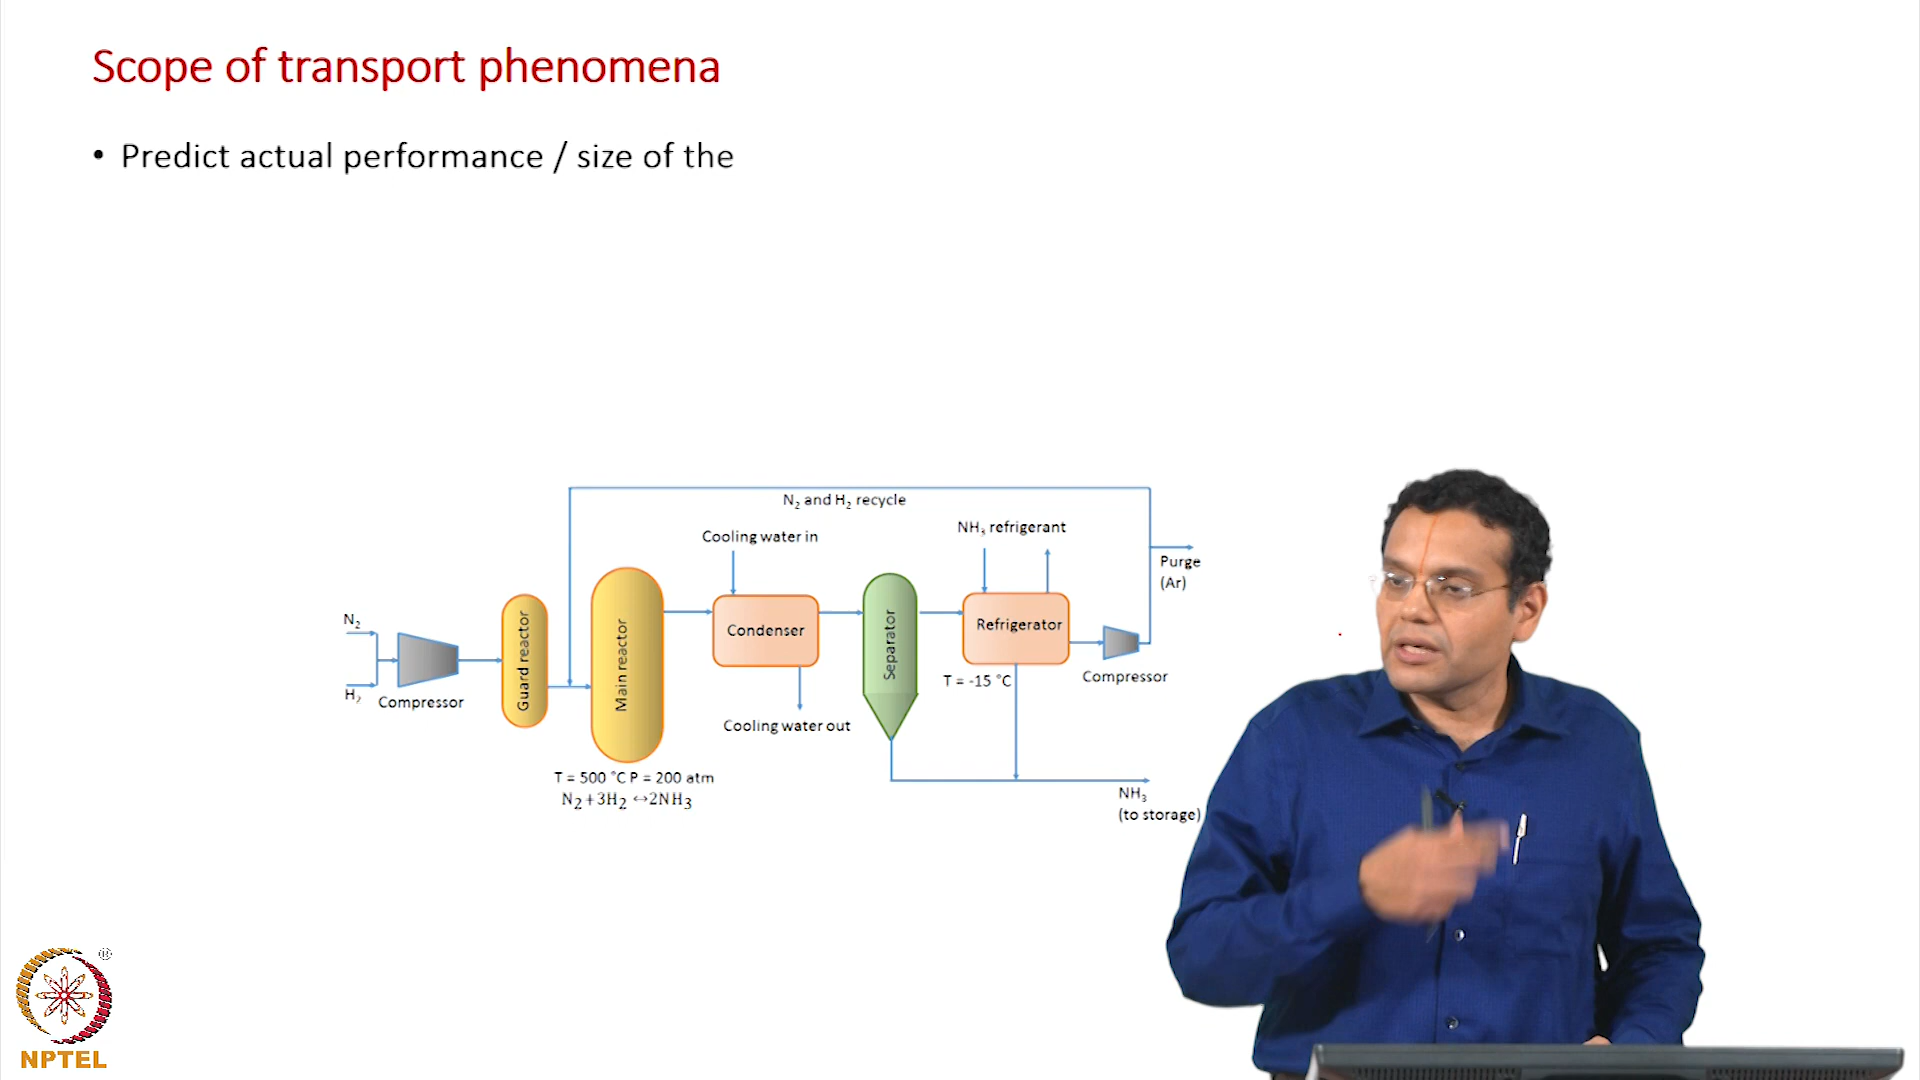 Scope of transport phenomena
• Predict actual performance / size of the
N₂ and H₂ recycle
Cooling water in
NH₃ refrigerant
Purge
(Ar)
N₂
H₂
Compressor
Guard reactor
Main reactor
Condenser
Separator
Refrigerator
T = -15 °C
Compressor
Cooling water out
T = 500 °C P = 200 atm
N₂+3H₂ ↔2NH₃
NH₃
(to storage)
®
NPTEL